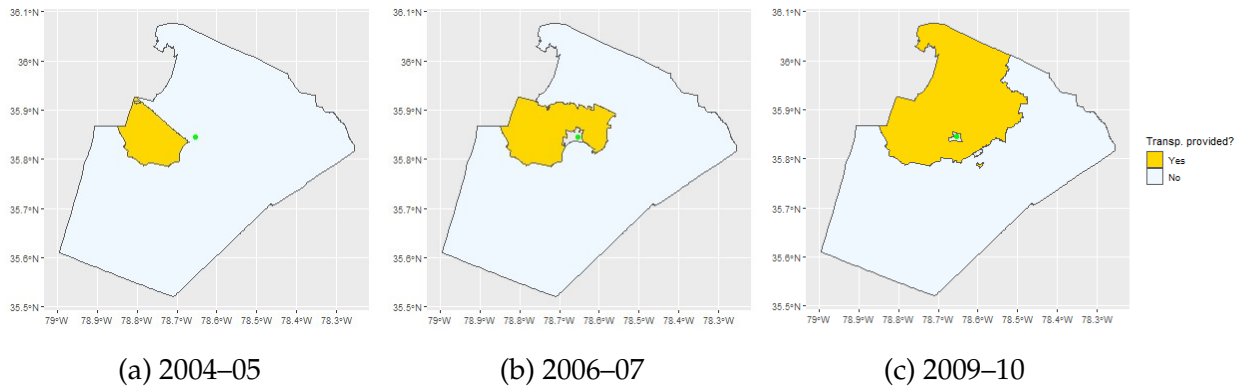 36.1°N
36°N
35.9°N
35.8°N
35.7°N
35.6°N
35.5°N
79°W 78.9°W 78.8°W 78.7°W 78.6°W 78.5°W 78.4°W 78.3°W
(a) 2004–05
36.1°N
36°N
35.9°N
35.8°N
35.7°N
35.6°N
35.5°N
79°W 78.9°W 78.8°W 78.7°W 78.6°W 78.5°W 78.4°W 78.3°W
(b) 2006–07
36.1°N
36°N
35.9°N
35.8°N
35.7°N
35.6°N
35.5°N
79°W 78.9°W 78.8°W 78.7°W 78.6°W 78.5°W 78.4°W 78.3°W
(c) 2009–10
Transp. provided?
Yes
No